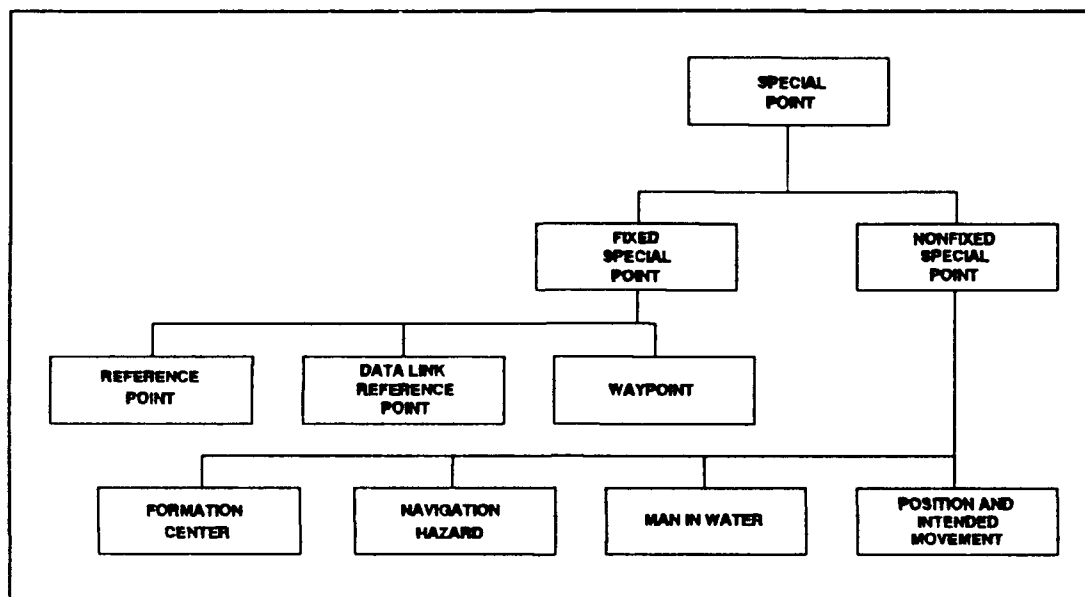 SPECIAL
POINT
FIXED
SPECIAL
POINT
NONFIXED
SPECIAL
POINT
REFERENCE
POINT
DATA LINK
REFERENCE
POINT
WAYPOINT
FORMATION
CENTER
NAVIGATION
HAZARD
MAN IN WATER
POSITION AND
INTENDED
MOVEMENT